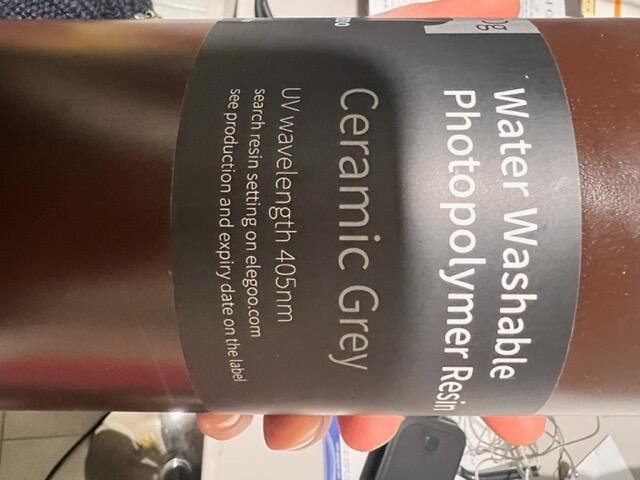 Water Washable
Photopolymer Resin
Ceramic Grey
UV wavelength 405nm
search resin setting on elegoo.com
see production and expiry date on the label